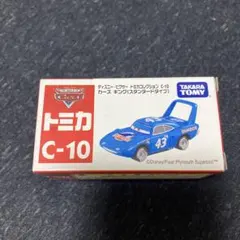 ディズニー ピクサー トミカコレクション C-10
カーズ キング(スタンダードタイプ)
TAKARA
TOMY
トミカ
C-10
43
©Disney/Pixar, Plymouth Superbird™